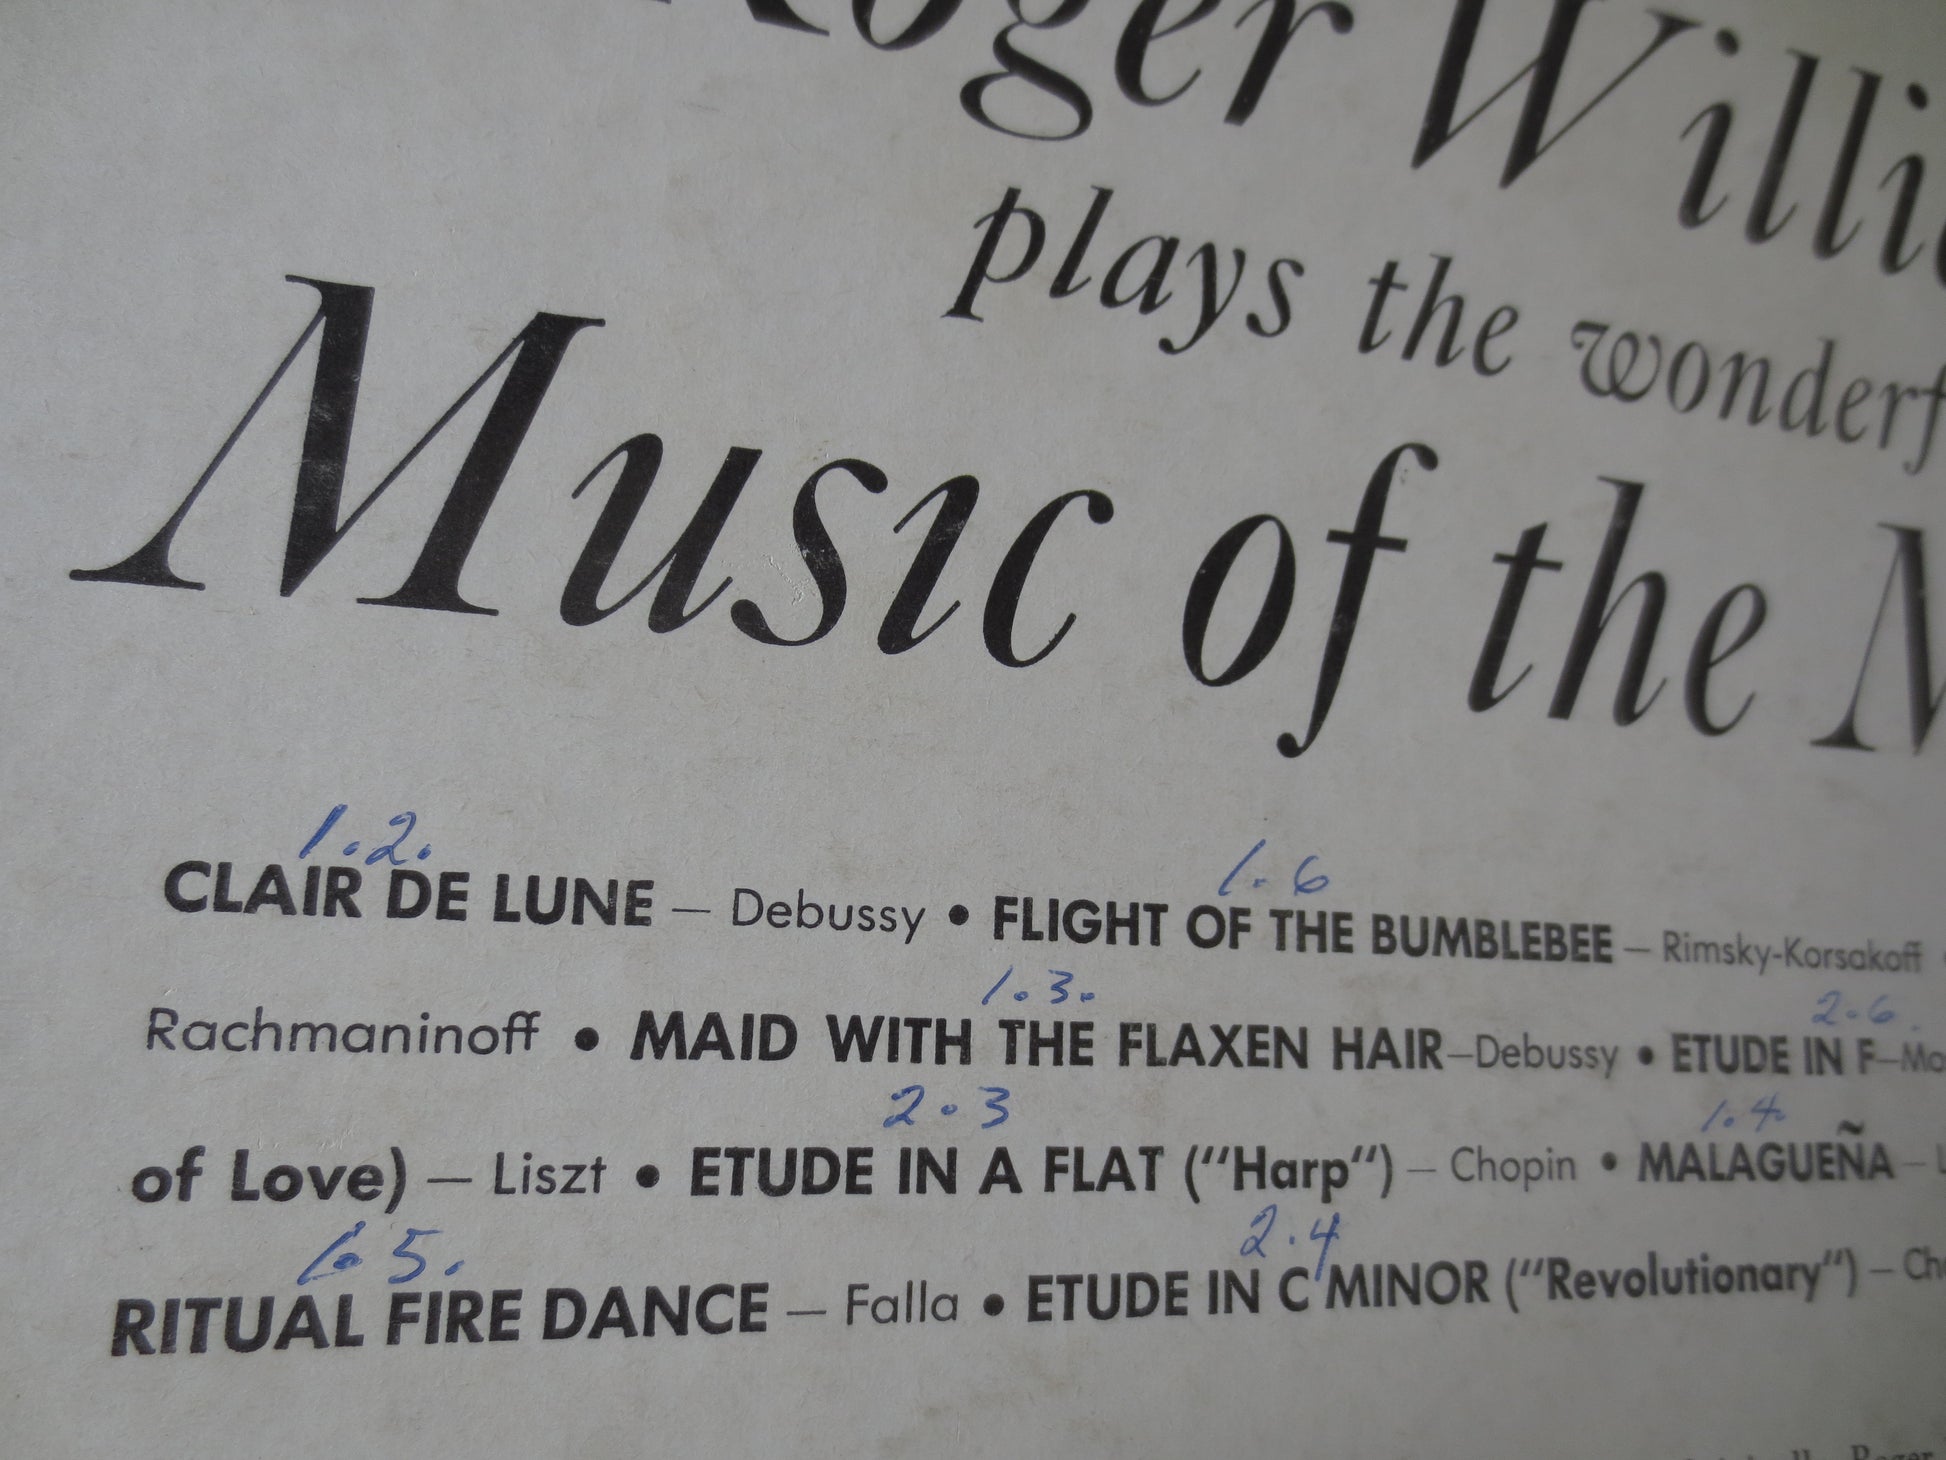 Roger
plays the
Music of the
1.2. 1.6
CLAIR DE LUNE – Debussy • FLIGHT OF THE BUMBLEBEE – Rimsky-Korsakoff
1.3. 2.6.
Rachmaninoff • MAID WITH THE FLAXEN HAIR–Debussy • ETUDE IN F–
2.3 1.4.
of Love) – Liszt • ETUDE IN A FLAT ("Harp") – Chopin • MALAGUEÑA –
1.5. 2.4
RITUAL FIRE DANCE – Falla • ETUDE IN C MINOR ("Revolutionary") –
Roger